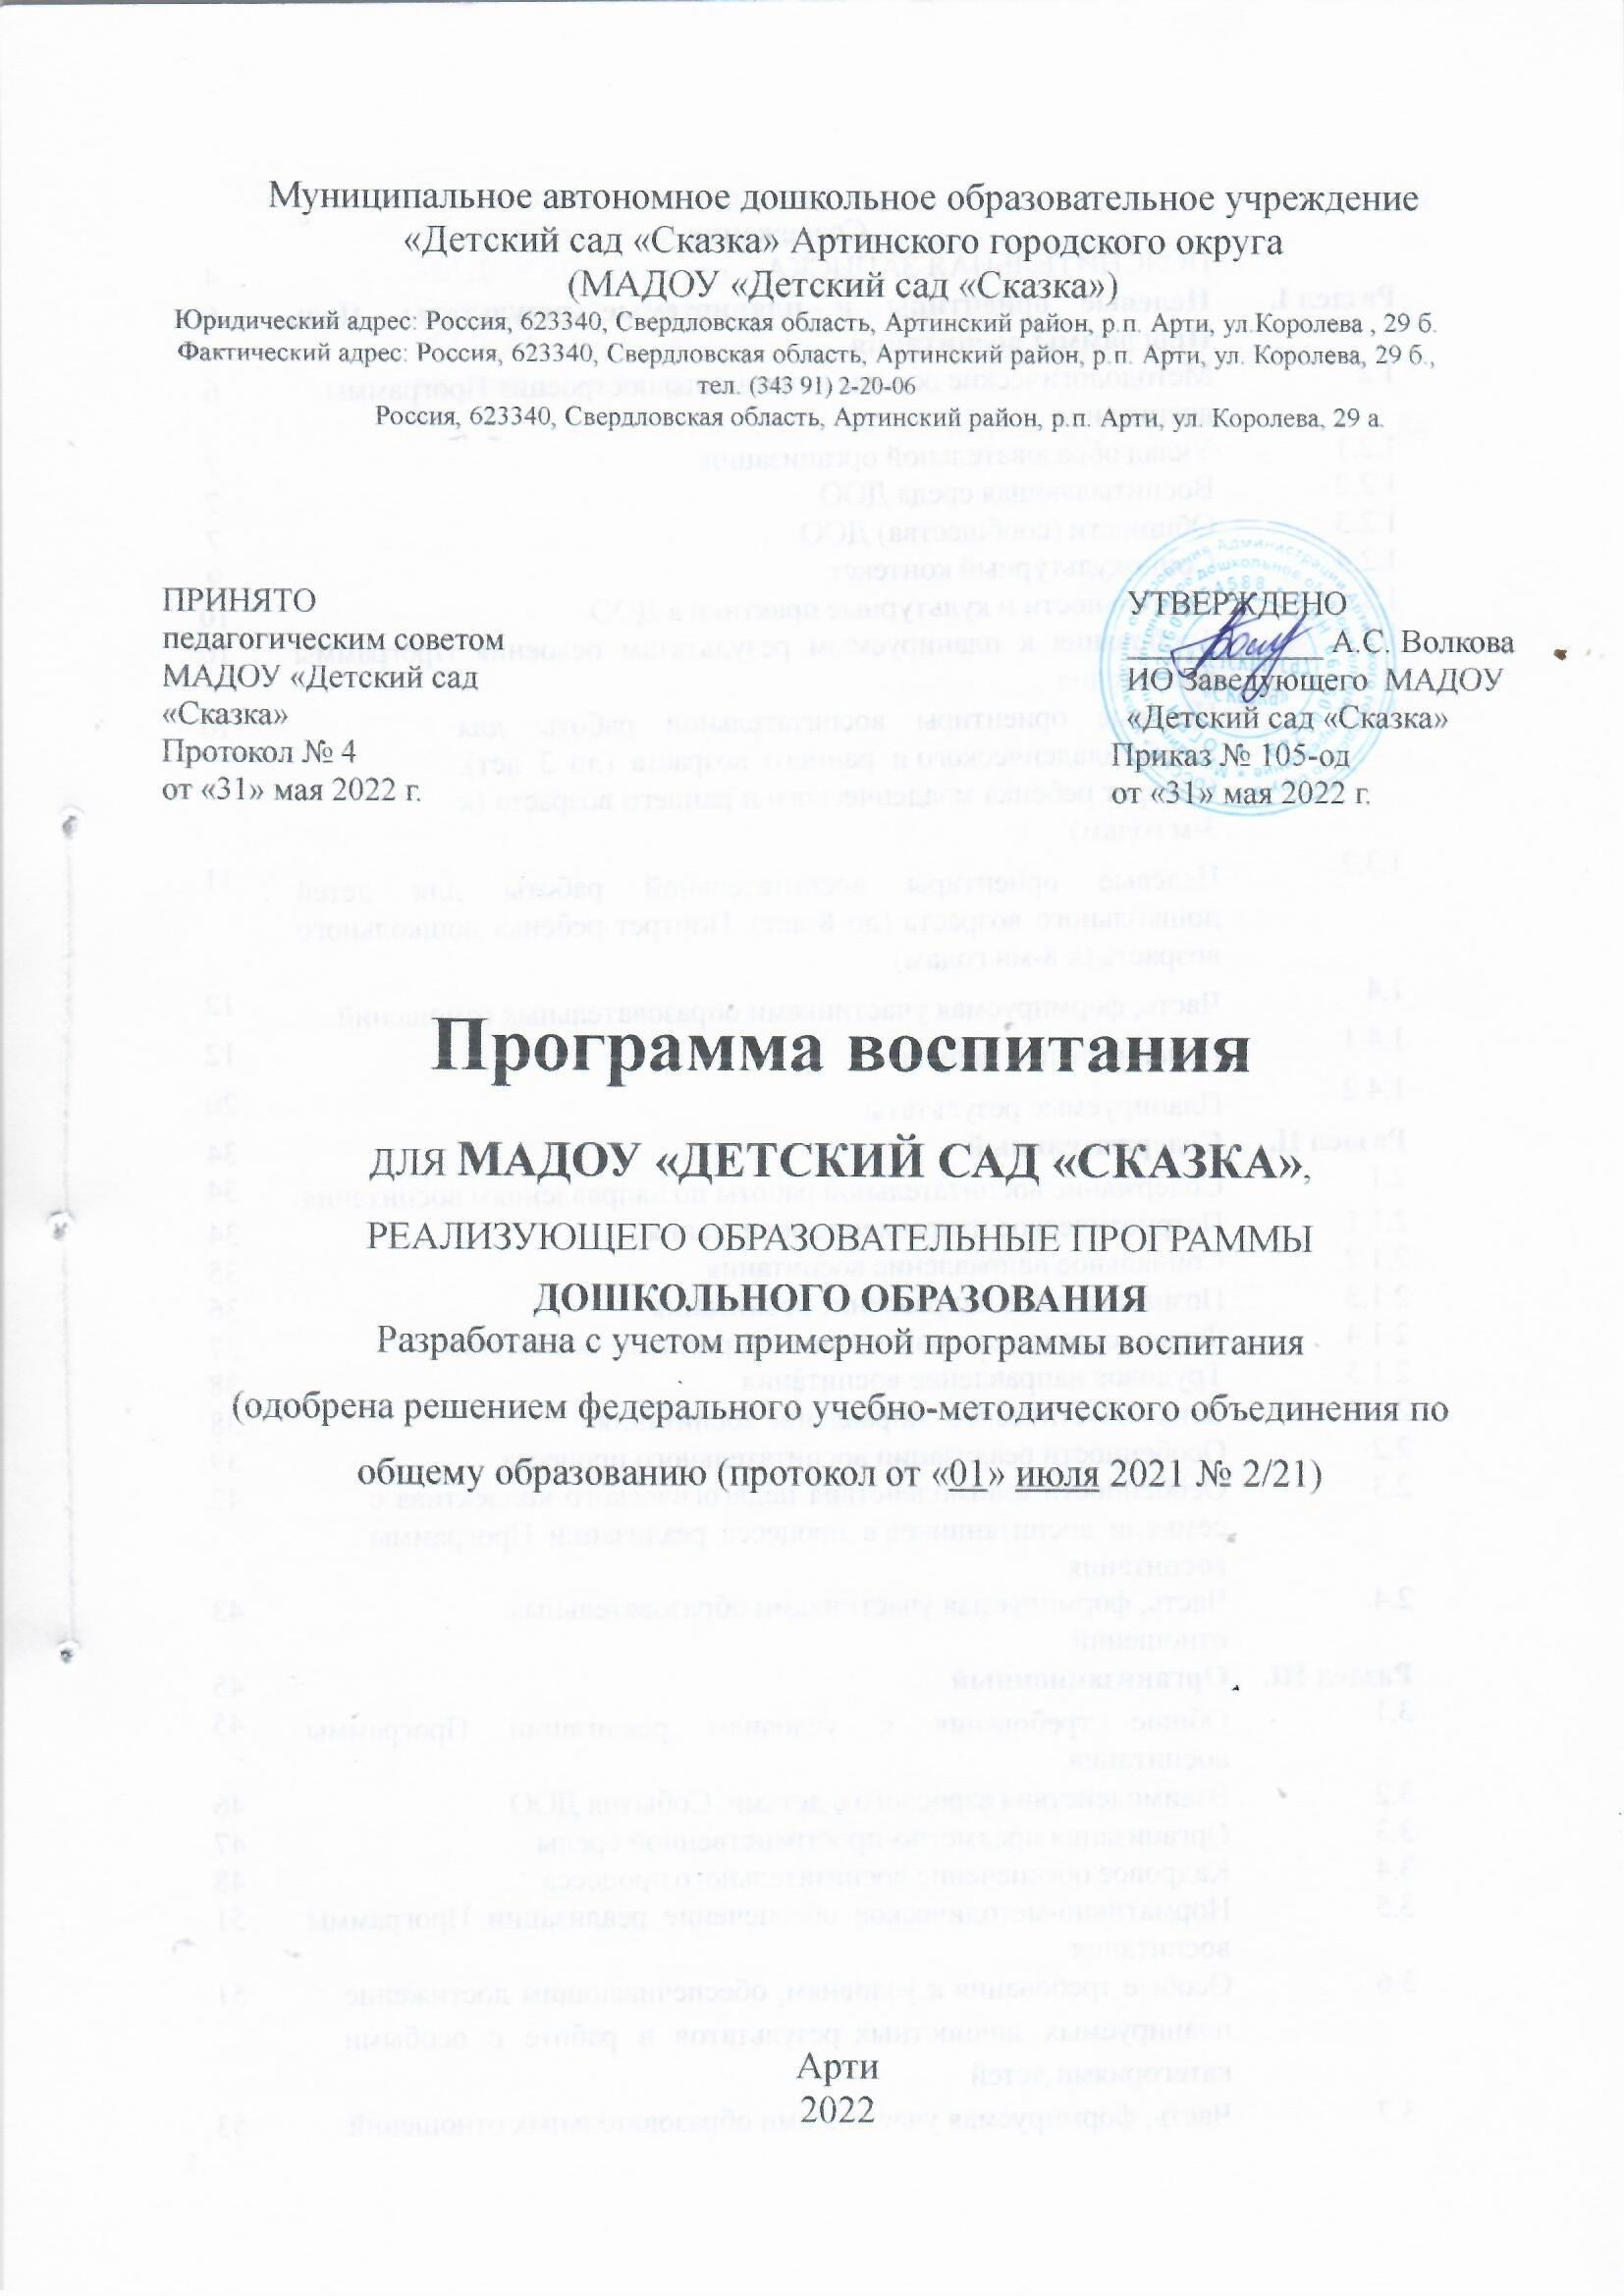 Муниципальное автономное дошкольное образовательное учреждение
«Детский сад «Сказка» Артинского городского округа
(МАДОУ «Детский сад «Сказка»)
Юридический адрес: Россия, 623340, Свердловская область, Артинский район, р.п. Арти, ул.Королева , 29 б.
Фактический адрес: Россия, 623340, Свердловская область, Артинский район, р.п. Арти, ул. Королева, 29 б.,
тел. (343 91) 2-20-06
Россия, 623340, Свердловская область, Артинский район, р.п. Арти, ул. Королева, 29 а.
ПРИНЯТО
педагогическим советом
МАДОУ «Детский сад
«Сказка»
Протокол № 4
от «31» мая 2022 г.
УТВЕРЖДЕНО
А.С. Волкова
ИО Заведующего МАДОУ
«Детский сад «Сказка»
Приказ № 105-од
от «31» мая 2022 г.
Программа воспитания
ДЛЯ МАДОУ «ДЕТСКИЙ САД «СКАЗКА»,
РЕАЛИЗУЮЩЕГО ОБРАЗОВАТЕЛЬНЫЕ ПРОГРАММЫ
ДОШКОЛЬНОГО ОБРАЗОВАНИЯ
Разработана с учетом примерной программы воспитания
(одобрена решением федерального учебно-методического объединения по
общему образованию (протокол от «01» июля 2021 № 2/21)
Арти
2022